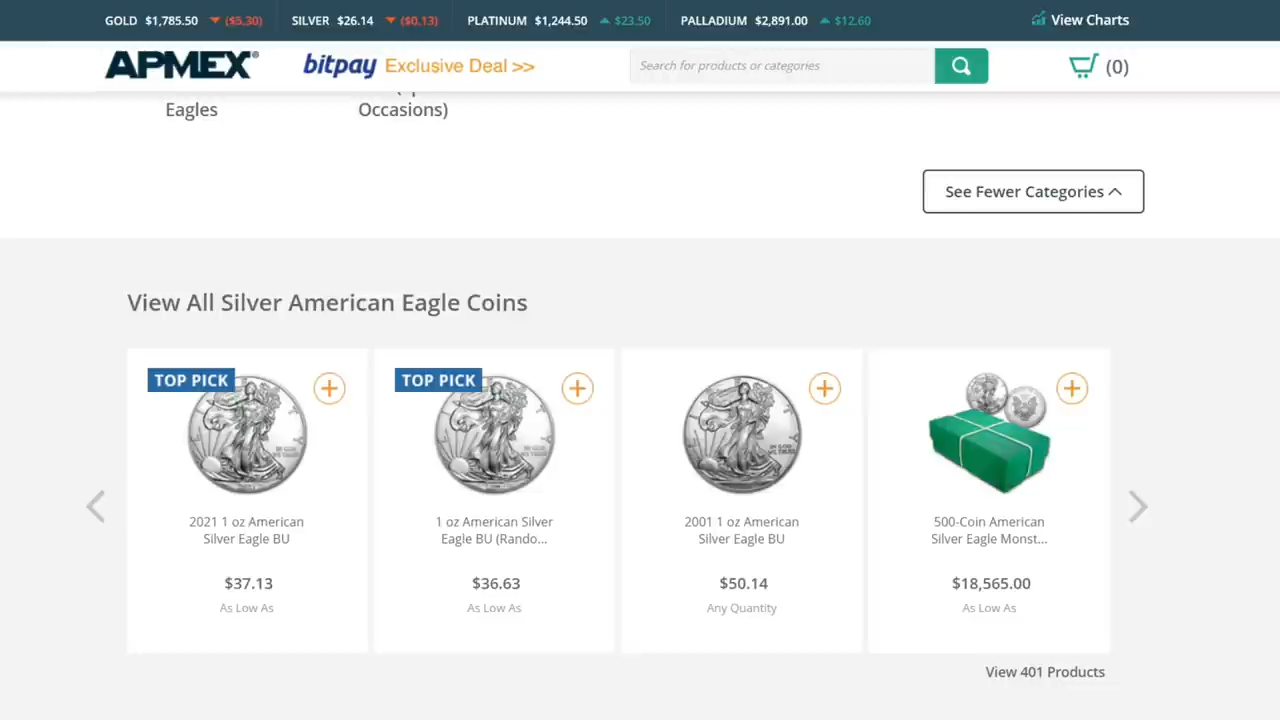 GOLD $1,785.50 ($5.30) SILVER $26.14 ($0.13) PLATINUM $1,244.50 $23.50 PALLADIUM $2,891.00 $12.60 View Charts
APMEX® bitpay Exclusive Deal >> Search for products or categories (0)
Eagles
Occasions)
See Fewer Categories
View All Silver American Eagle Coins
TOP PICK
2021 1 oz American
Silver Eagle BU
$37.13
As Low As
TOP PICK
1 oz American Silver
Eagle BU (Rando...
$36.63
As Low As
IN GOD
WE TRUST
2001 1 oz American
Silver Eagle BU
$50.14
Any Quantity
500-Coin American
Silver Eagle Monst...
$18,565.00
As Low As
View 401 Products